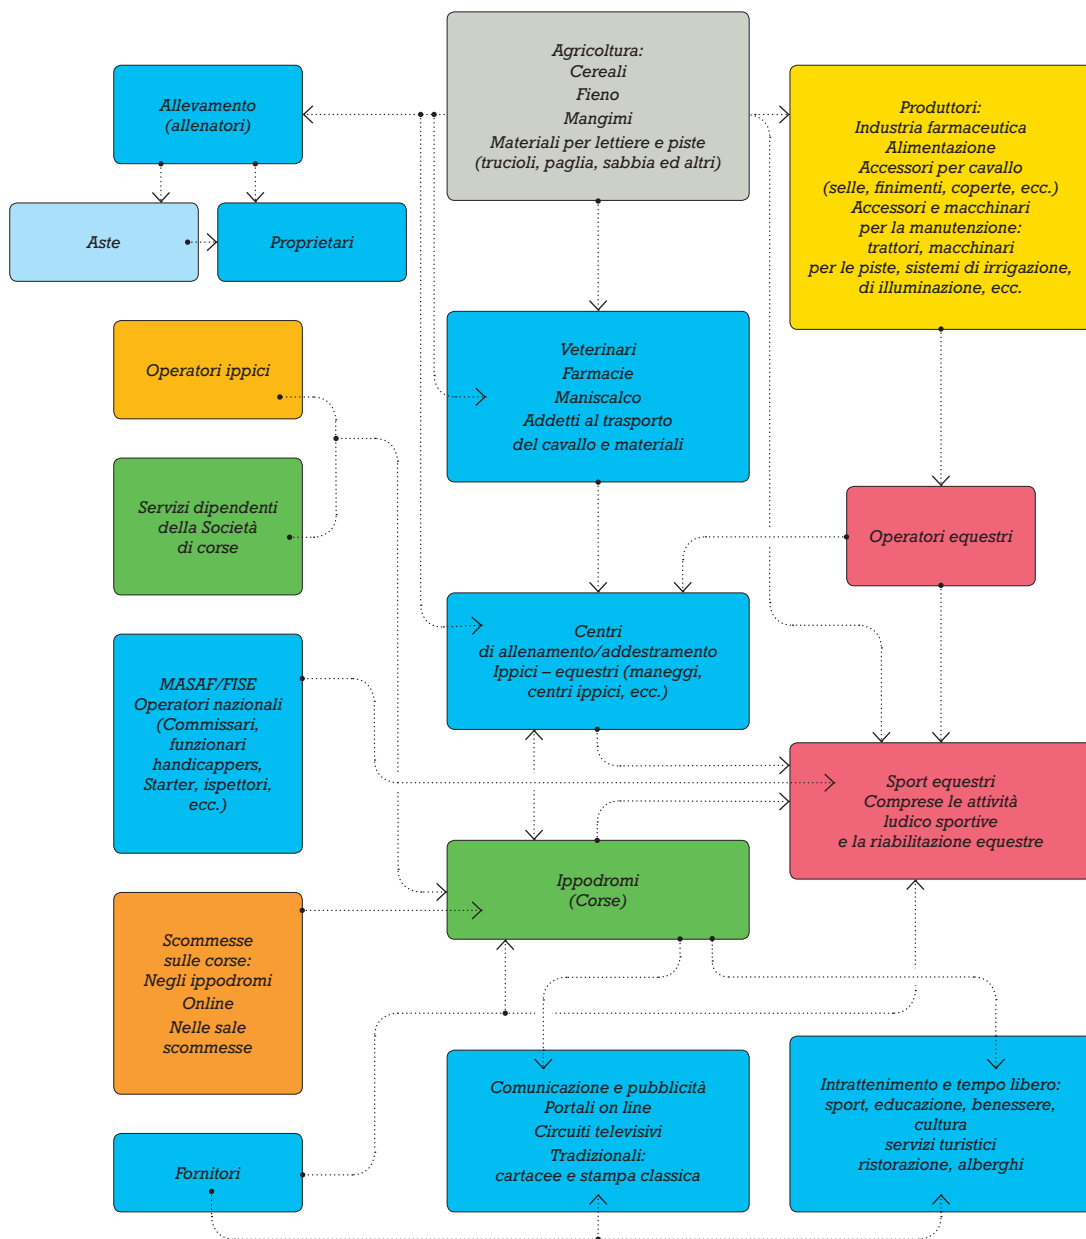 Agricoltura:
Cereali
Fieno
Mangimi
Materiali per lettiere e piste
(trucioli, paglia, sabbia ed altri)
Allevamento
(allenatori)
Produttori:
Industria farmaceutica
Alimentazione
Accessori per cavallo
(selle, finimenti, coperte, ecc.)
Accessori e macchinari
per la manutenzione:
trattori, macchinari
per le piste, sistemi di irrigazione,
di illuminazione, ecc.
Aste
Proprietari
Operatori ippici
Veterinari
Farmacie
Maniscalco
Addetti al trasporto
del cavallo e materiali
Servizi dipendenti
della Società
di corse
Operatori equestri
Centri
di allenamento/addestramento
Ippici – equestri (maneggi,
centri ippici, ecc.)
MASAF/FISE
Operatori nazionali
(Commissari,
funzionari
handicappers,
Starter, ispettori,
ecc.)
Sport equestri
Comprese le attività
ludico sportive
e la riabilitazione equestre
Ippodromi
(Corse)
Scommesse
sulle corse:
Negli ippodromi
Online
Nelle sale
scommesse
Comunicazione e pubblicità
Portali on line
Circuiti televisivi
Tradizionali:
cartacee e stampa classica
Intrattenimento e tempo libero:
sport, educazione, benessere,
cultura
servizi turistici
ristorazione, alberghi
Fornitori